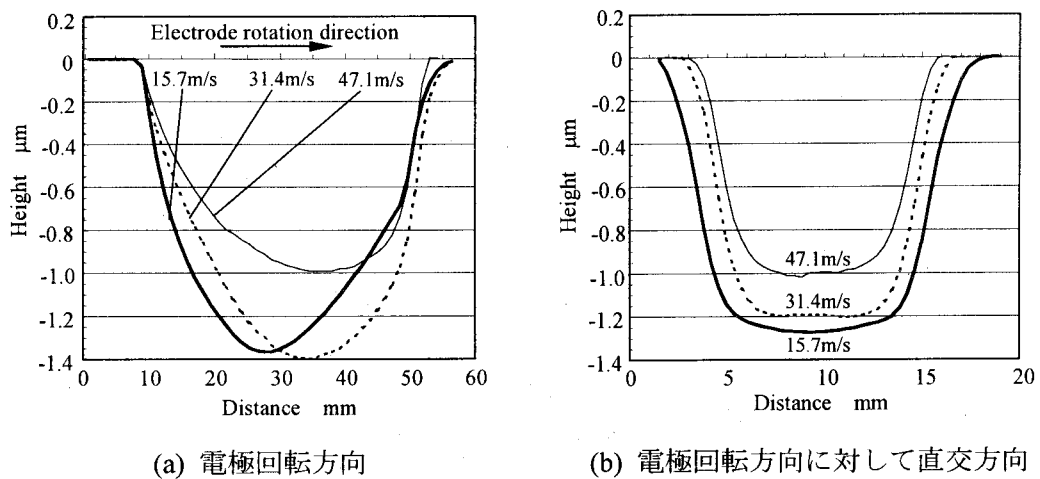 0.2
0
-0.2
-0.4
-0.6
-0.8
-1.0
-1.2
-1.4
Height μm
Electrode rotation direction
15.7m/s
31.4m/s
47.1m/s
0 10 20 30 40 50 60
Distance mm
(a) 電極回転方向
0.2
0
-0.2
-0.4
-0.6
-0.8
-1.0
-1.2
-1.4
Height μm
47.1m/s
31.4m/s
15.7m/s
0 5 10 15 20
Distance mm
(b) 電極回転方向に対して直交方向